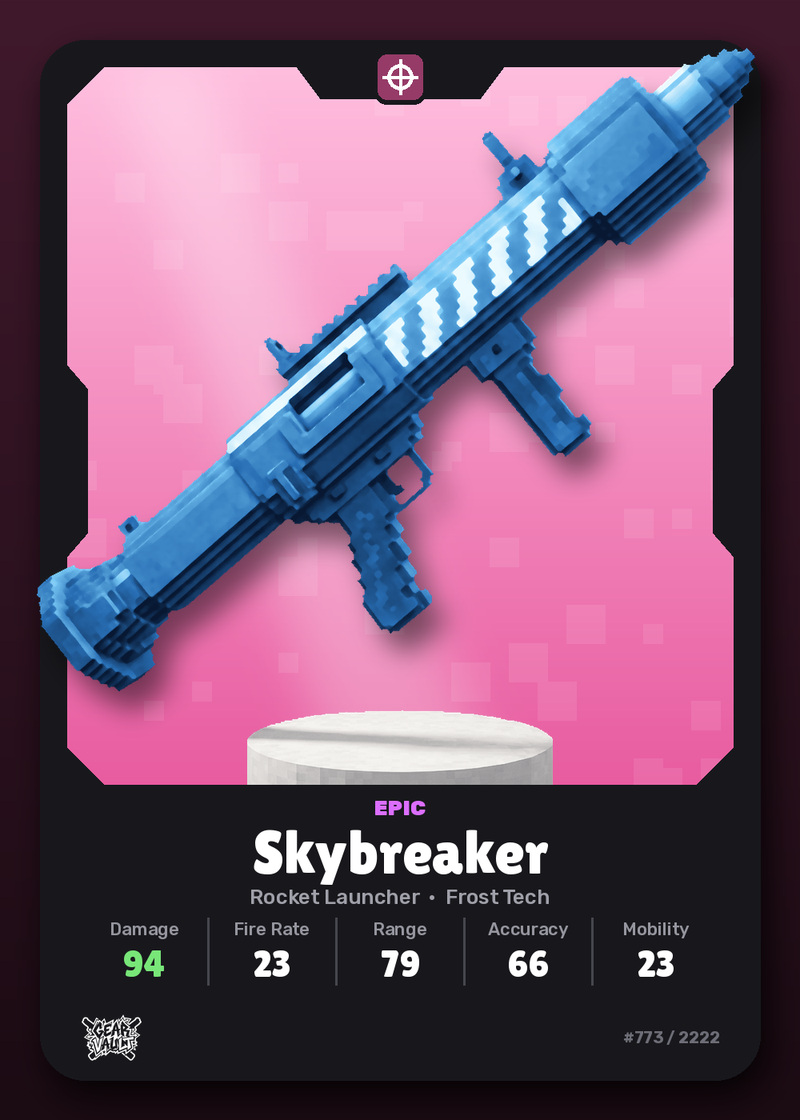 EPIC
Skybreaker
Rocket Launcher • Frost Tech
Damage Fire Rate Range Accuracy Mobility
94 23 79 66 23
GEAR
VAULT
#773 / 2222